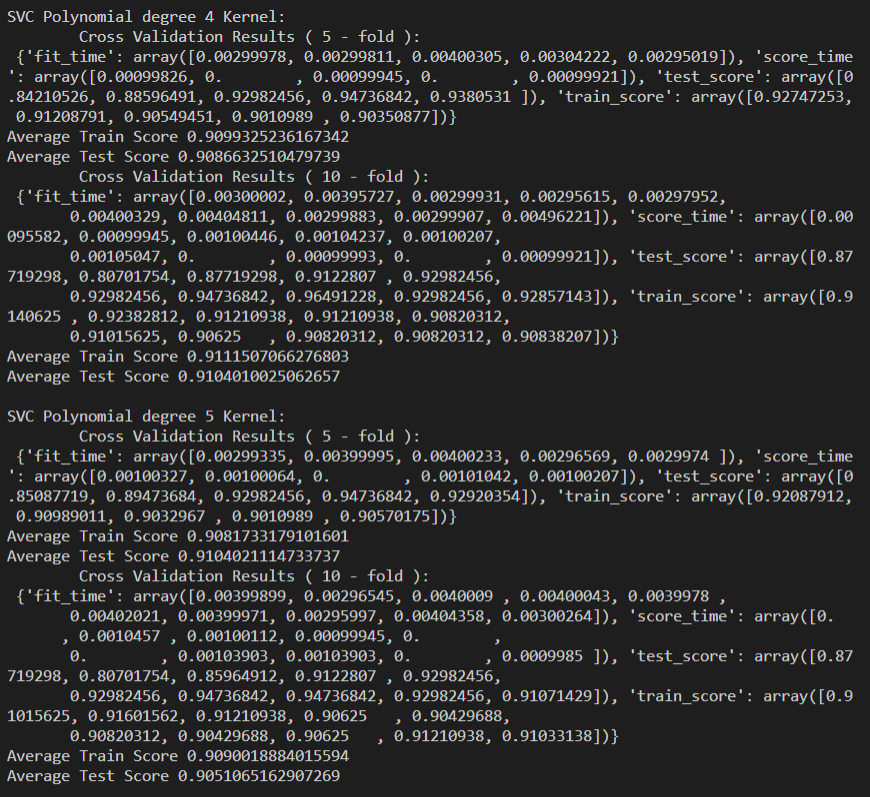 SVC Polynomial degree 4 Kernel:
        Cross Validation Results ( 5 - fold ):
 {'fit_time': array([0.00299978, 0.00299811, 0.00400305, 0.00304222, 0.00295019]), 'score_time
': array([0.00099826, 0.        , 0.00099945, 0.        , 0.00099921]), 'test_score': array([0
.84210526, 0.88596491, 0.92982456, 0.94736842, 0.9380531 ]), 'train_score': array([0.92747253,
 0.91208791, 0.90549451, 0.9010989 , 0.90350877])}
Average Train Score 0.9099325236167342
Average Test Score 0.9086632510479739
        Cross Validation Results ( 10 - fold ):
 {'fit_time': array([0.00300002, 0.00395727, 0.00299931, 0.00295615, 0.00297952,
       0.00400329, 0.00404811, 0.00299883, 0.00299907, 0.00496221]), 'score_time': array([0.00
095582, 0.00099945, 0.00100446, 0.00104237, 0.00100207,
       0.00105047, 0.        , 0.00099993, 0.        , 0.00099921]), 'test_score': array([0.87
719298, 0.80701754, 0.87719298, 0.9122807 , 0.92982456,
       0.92982456, 0.94736842, 0.96491228, 0.92982456, 0.92857143]), 'train_score': array([0.9
140625 , 0.92382812, 0.91210938, 0.91210938, 0.90820312,
       0.91015625, 0.90625   , 0.90820312, 0.90820312, 0.90838207])}
Average Train Score 0.9111507066276803
Average Test Score 0.9104010025062657

SVC Polynomial degree 5 Kernel:
        Cross Validation Results ( 5 - fold ):
 {'fit_time': array([0.00299335, 0.00399995, 0.00400233, 0.00296569, 0.0029974 ]), 'score_time
': array([0.00100327, 0.00100064, 0.        , 0.00101042, 0.00100207]), 'test_score': array([0
.85087719, 0.89473684, 0.92982456, 0.94736842, 0.92920354]), 'train_score': array([0.92087912,
 0.90989011, 0.9032967 , 0.9010989 , 0.90570175])}
Average Train Score 0.9081733179101601
Average Test Score 0.9104021114733737
        Cross Validation Results ( 10 - fold ):
 {'fit_time': array([0.00399899, 0.00296545, 0.0040009 , 0.00400043, 0.0039978 ,
       0.00402021, 0.00399971, 0.00295997, 0.00404358, 0.00300264]), 'score_time': array([0.
      , 0.0010457 , 0.00100112, 0.00099945, 0.        ,
       0.        , 0.00103903, 0.00103903, 0.        , 0.0009985 ]), 'test_score': array([0.87
719298, 0.80701754, 0.85964912, 0.9122807 , 0.92982456,
       0.92982456, 0.94736842, 0.94736842, 0.92982456, 0.91071429]), 'train_score': array([0.9
1015625, 0.91601562, 0.91210938, 0.90625   , 0.90429688,
       0.90820312, 0.90429688, 0.90625   , 0.91210938, 0.91033138])}
Average Train Score 0.9090018884015594
Average Test Score 0.9051065162907269